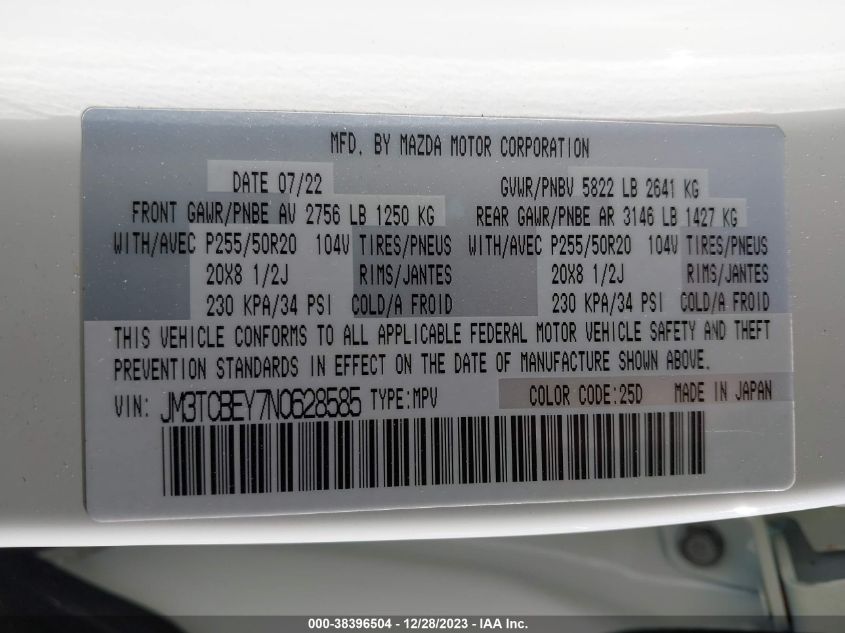 MFD. BY MAZDA MOTOR CORPORATION
DATE 07/22 GVWR/PNBV 5822 LB 2641 KG
FRONT GAWR/PNBE AV 2756 LB 1250 KG REAR GAWR/PNBE AR 3146 LB 1427 KG
WITH/AVEC P255/50R20 104V TIRES/PNEUS WITH/AVEC P255/50R20 104V TIRES/PNEUS
20X8 1/2J RIMS/JANTES 20X8 1/2J RIMS/JANTES
230 KPA/34 PSI COLD/A FROID 230 KPA/34 PSI COLD/A FROID
THIS VEHICLE CONFORMS TO ALL APPLICABLE FEDERAL MOTOR VEHICLE SAFETY AND THEFT
PREVENTION STANDARDS IN EFFECT ON THE DATE OF MANUFACTURE SHOWN ABOVE.
VIN: JM3TCBEY7N0628585 TYPE:MPV COLOR CODE:25D MADE IN JAPAN
000-38396504 - 12/28/2023 - IAA Inc.